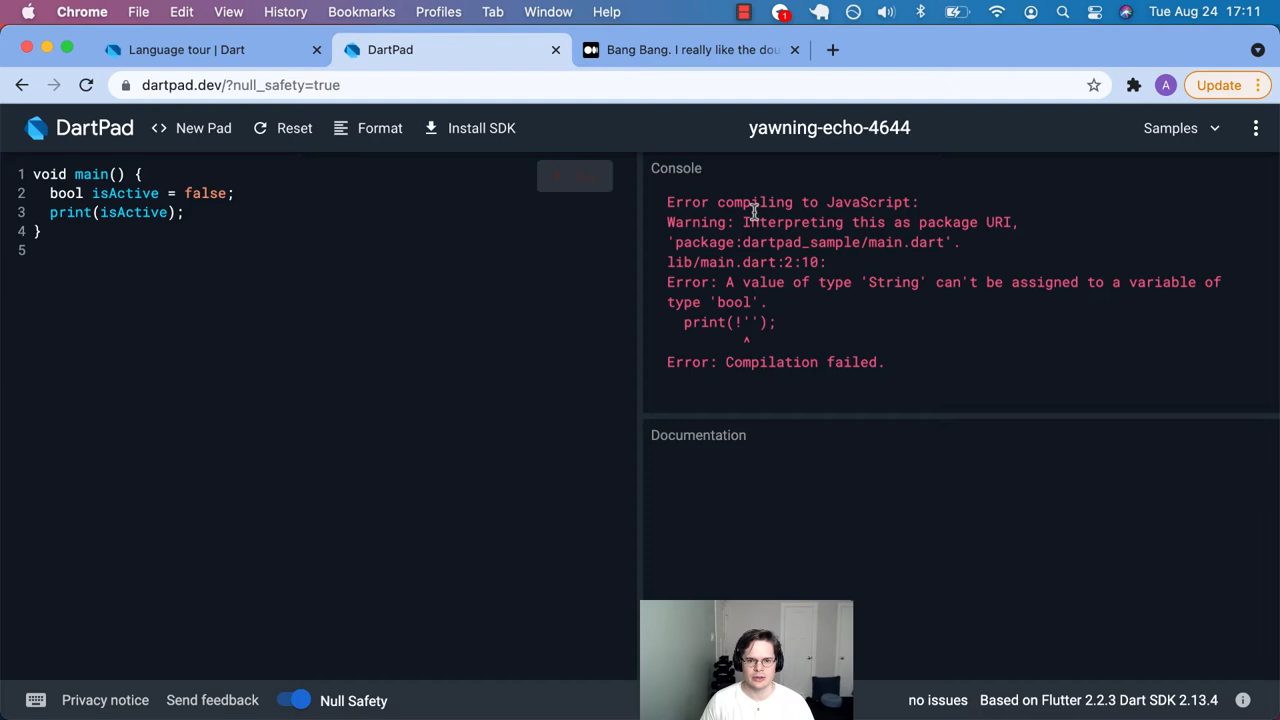 Chrome File Edit View History Bookmarks Profiles Tab Window Help 1 Tue Aug 24 17:11
Language tour | Dart DartPad Bang Bang. I really like the dou
dartpad.dev/?null_safety=true A Update
DartPad New Pad Reset Format Install SDK yawning-echo-4644 Samples
1 void main() {
2 bool isActive = false;
3 print(isActive);
4 }
5
Console
Error compiling to JavaScript:
Warning: Interpreting this as package URI,
'package:dartpad_sample/main.dart'.
lib/main.dart:2:10:
Error: A value of type 'String' can't be assigned to a variable of
type 'bool'.
print(!'');
^
Error: Compilation failed.
Documentation
Privacy notice Send feedback Null Safety no issues Based on Flutter 2.2.3 Dart SDK 2.13.4